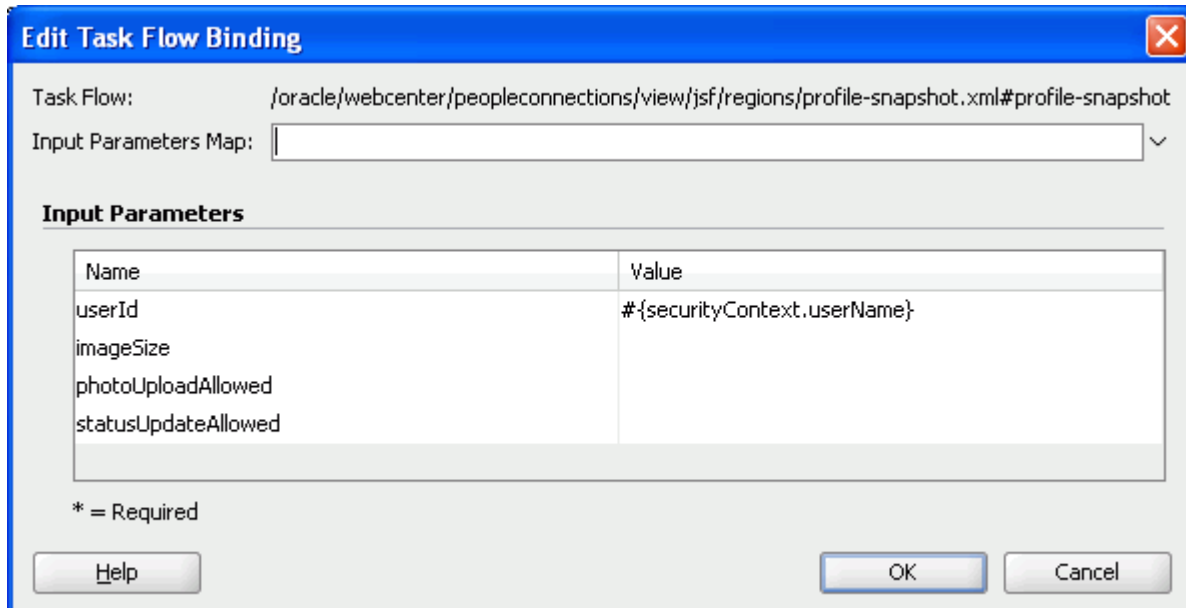 Edit Task Flow Binding
Task Flow: /oracle/webcenter/peopleconnections/view/jsf/regions/profile-snapshot.xml#profile-snapshot
Input Parameters Map:
Input Parameters
Name Value
userId #{securityContext.userName}
imageSize
photoUploadAllowed
statusUpdateAllowed
* = Required
Help OK Cancel